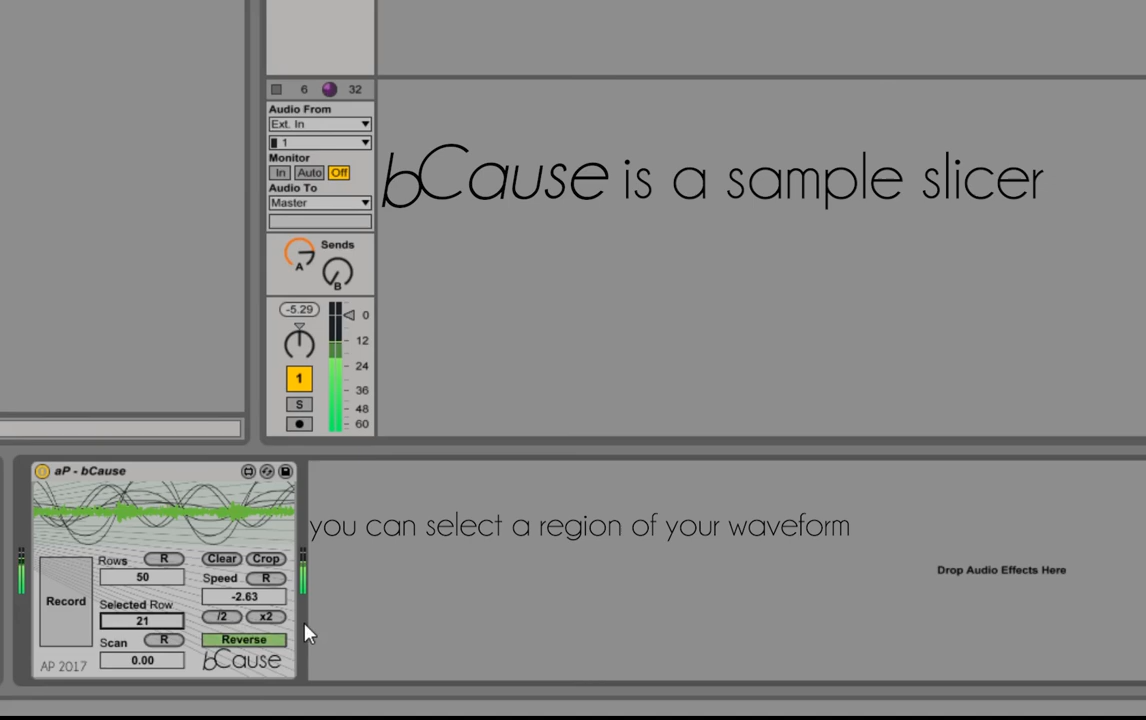 6 32
Audio From
Ext. In
1
Monitor
In Auto Off
Audio To
Master
bCause is a sample slicer
Sends
A
B
-5.29
0
12
24
36
48
60
1
S
aP - bCause
you can select a region of your waveform
Drop Audio Effects Here
Record
Rows R
50
Selected Row
21
Scan R
0.00
Clear Crop
Speed R
-2.63
/2 x2
Reverse
bCause
AP 2017